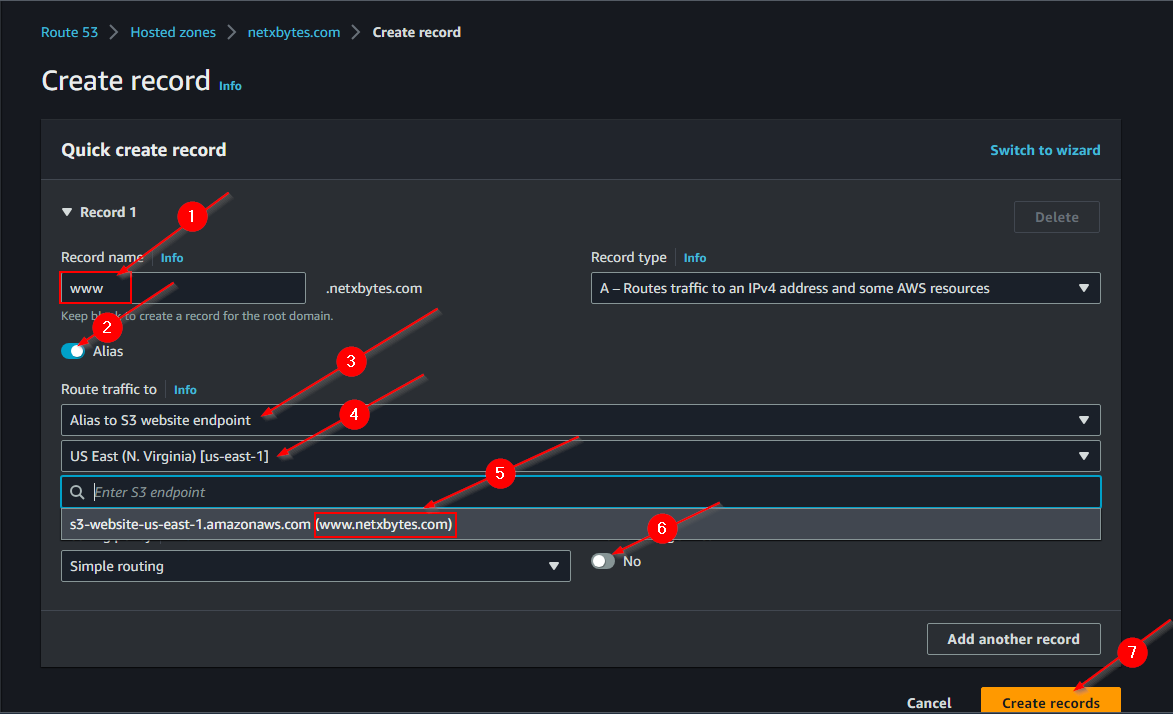 Route 53 > Hosted zones > netxbytes.com > Create record
Create record Info
Quick create record
Switch to wizard
Record 1
1
Delete
Record name Info
Record type Info
www
.netxbytes.com
A – Routes traffic to an IPv4 address and some AWS resources
Keep to create a record for the root domain.
2
Alias
3
Route traffic to Info
4
Alias to S3 website endpoint
US East (N. Virginia) [us-east-1]
5
Enter S3 endpoint
s3-website-us-east-1.amazonaws.com (www.netxbytes.com)
6
Simple routing
No
Add another record
7
Cancel
Create records